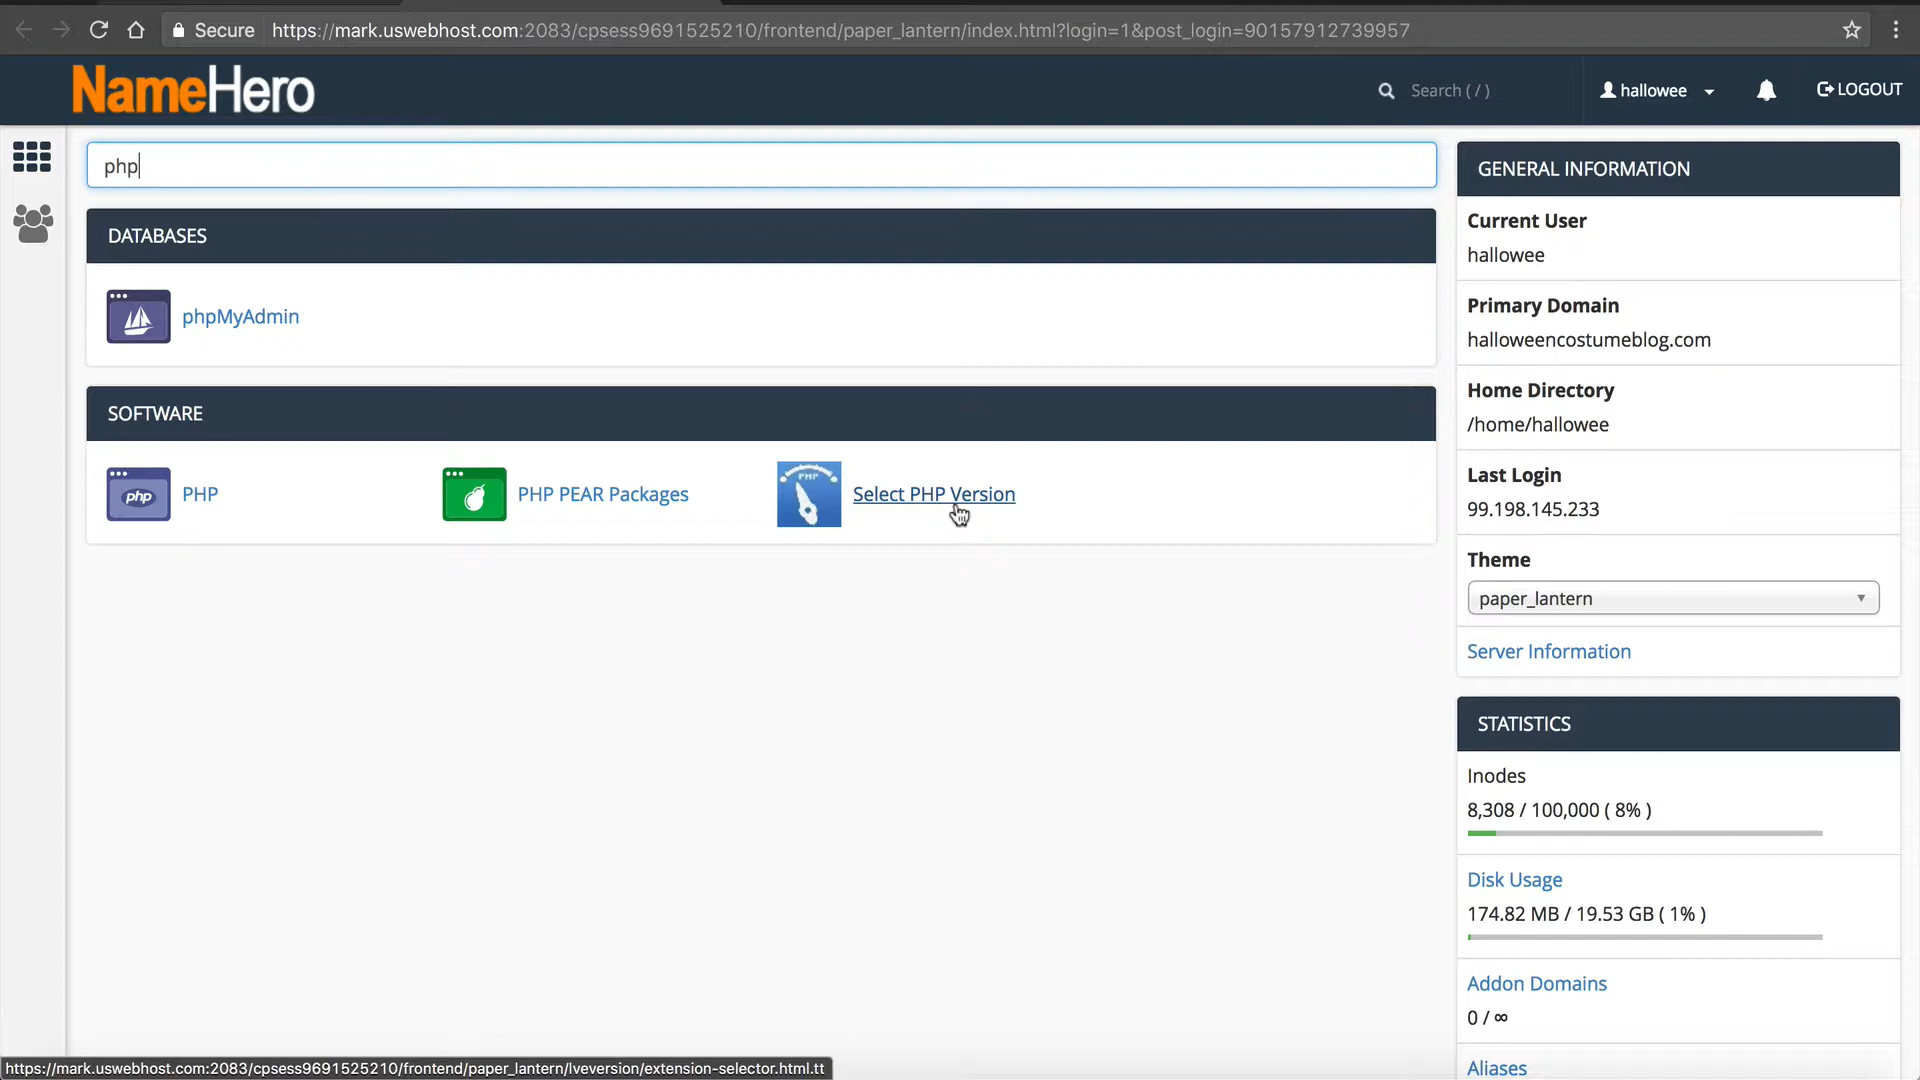 Secure https://mark.uswebhost.com:2083/cpsess9691525210/frontend/paper_lantern/index.html?login=1&post_login=90157912739957
NameHero
Search ( / )
hallowee
LOGOUT
php
DATABASES
phpMyAdmin
SOFTWARE
php
PHP
PHP PEAR Packages
PHP
Select PHP Version
GENERAL INFORMATION
Current User
hallowee
Primary Domain
halloweencostumeblog.com
Home Directory
/home/hallowee
Last Login
99.198.145.233
Theme
paper_lantern
Server Information
STATISTICS
Inodes
8,308 / 100,000 ( 8% )
Disk Usage
174.82 MB / 19.53 GB ( 1% )
Addon Domains
0 / ∞
Aliases
https://mark.uswebhost.com:2083/cpsess9691525210/frontend/paper_lantern/lveversion/extension-selector.html.tt